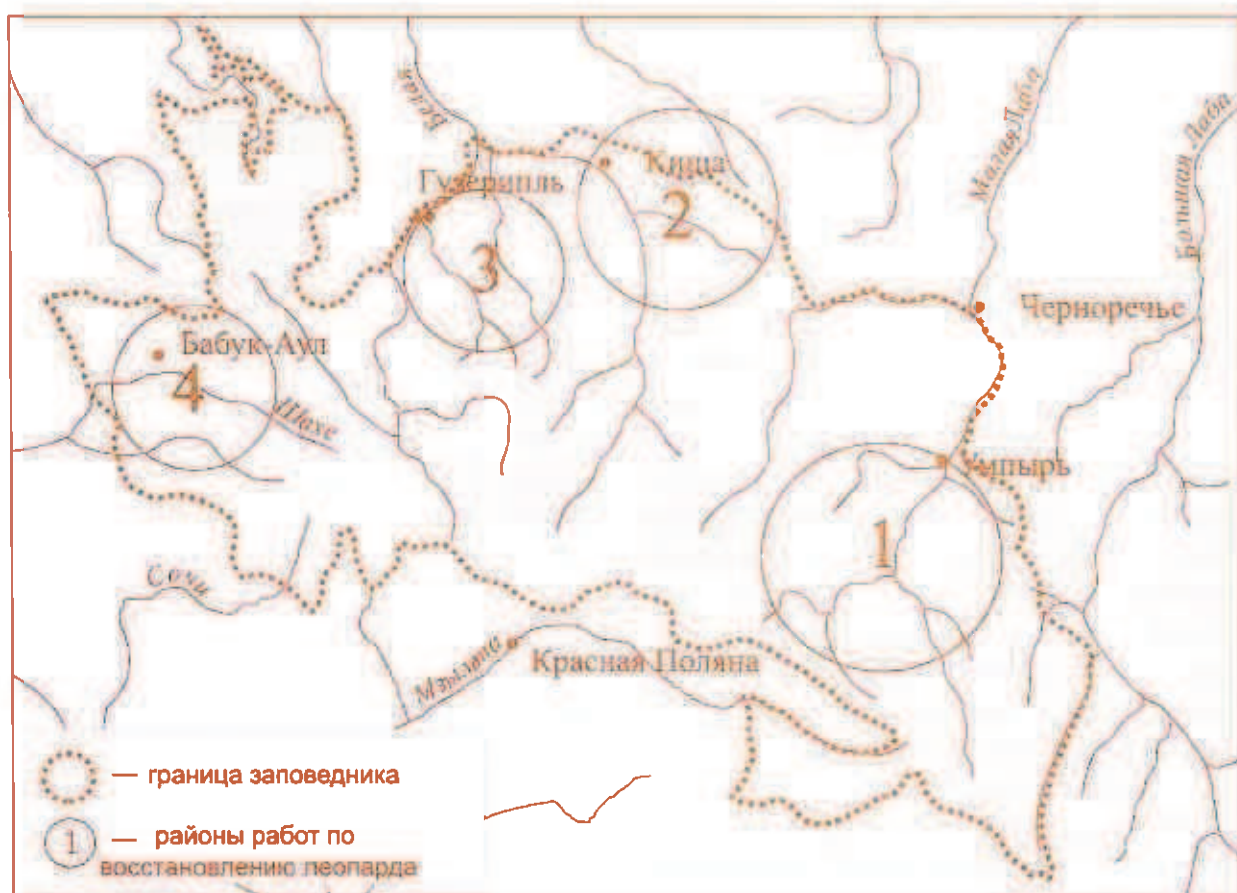 Белая
Малая Лаба
Большая Лаба
Киша
Гузерипль
2
3
Черноречье
Бабук-Аул
4
Шахе
Умпырь
1
Сочи
Мзымта
Красная Поляна
— граница заповедника
1 — районы работ по
восстановлению леопарда